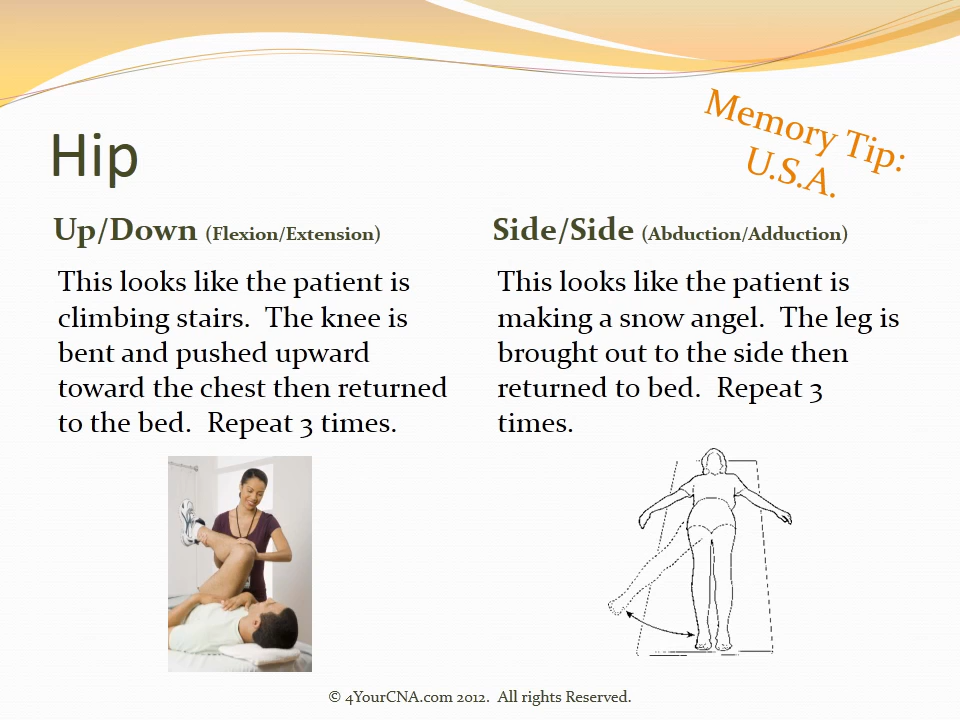 Memory Tip:
U.S.A.
Hip
Up/Down (Flexion/Extension)
This looks like the patient is
climbing stairs.  The knee is
bent and pushed upward
toward the chest then returned
to the bed.  Repeat 3 times.
Side/Side (Abduction/Adduction)
This looks like the patient is
making a snow angel.  The leg is
brought out to the side then
returned to bed.  Repeat 3
times.
© 4YourCNA.com 2012.  All rights Reserved.